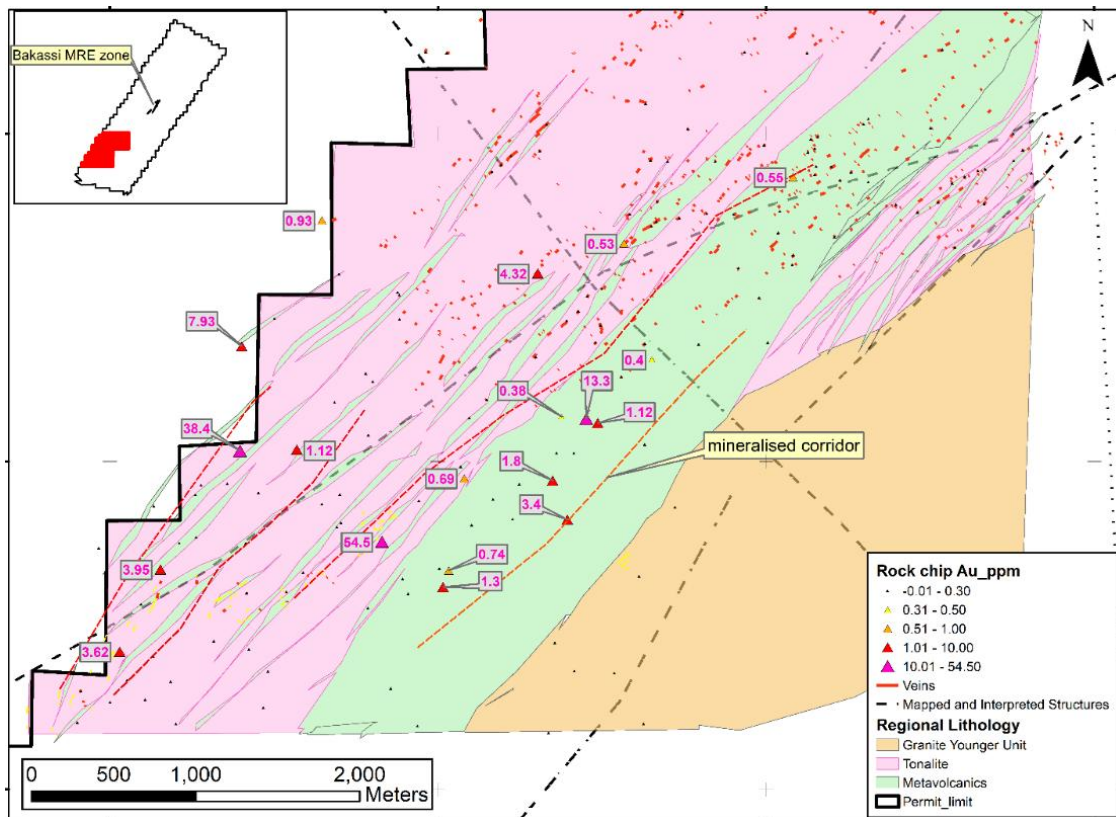 Bakassi MRE zone
N
0.55
0.93
0.53
4.32
7.93
0.4
0.38
13.3
1.12
38.4
1.12
mineralised corridor
1.8
0.69
3.4
54.5
0.74
3.95
1.3
3.62
Rock chip Au_ppm
-0.01 - 0.30
0.31 - 0.50
0.51 - 1.00
1.01 - 10.00
10.01 - 54.50
Veins
Mapped and Interpreted Structures
Regional Lithology
Granite Younger Unit
Tonalite
Metavolcanics
Permit_limit
0 500 1,000 2,000
Meters